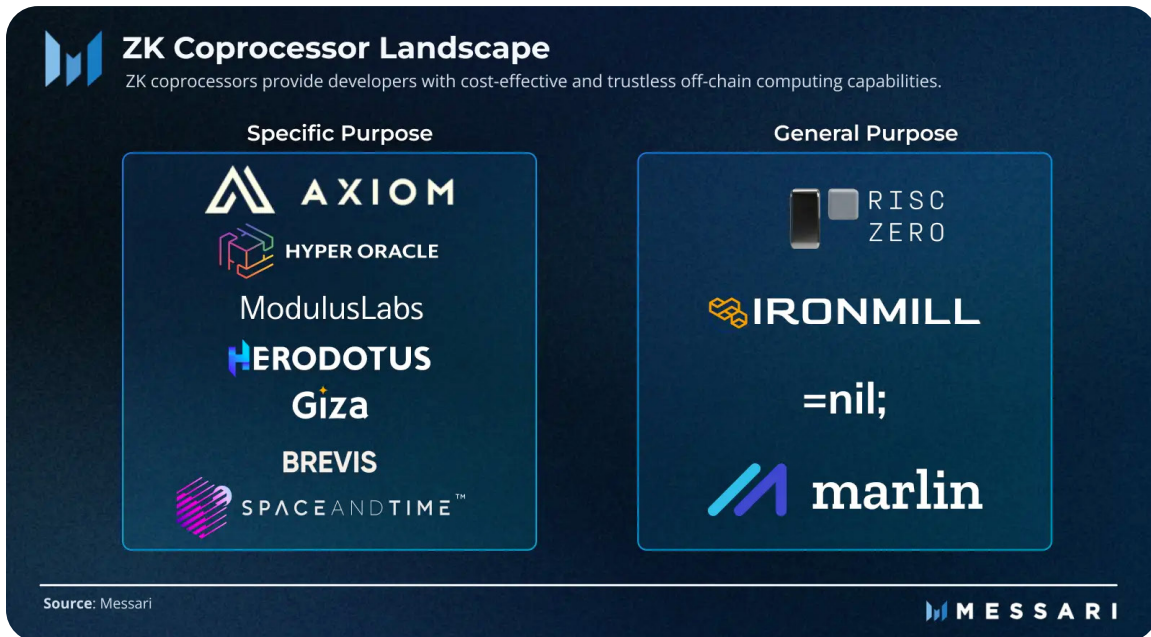 ZK Coprocessor Landscape
ZK coprocessors provide developers with cost-effective and trustless off-chain computing capabilities.
Specific Purpose
AXIOM
HYPER ORACLE
ModulusLabs
HERODOTUS
Giza
BREVIS
SPACEANDTIME™
General Purpose
RISC
ZERO
IRONMILL
=nil;
marlin
Source: Messari
MESSARI